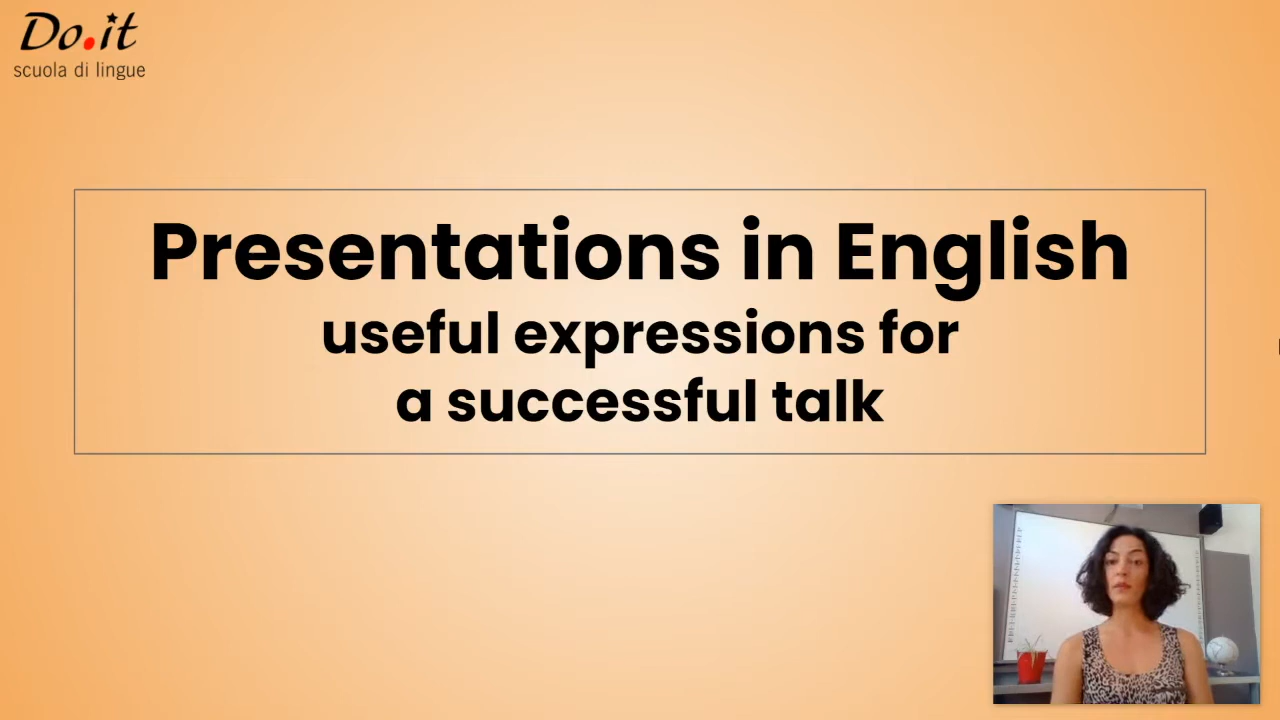 Do.it
scuola di lingue
Presentations in English
useful expressions for
a successful talk